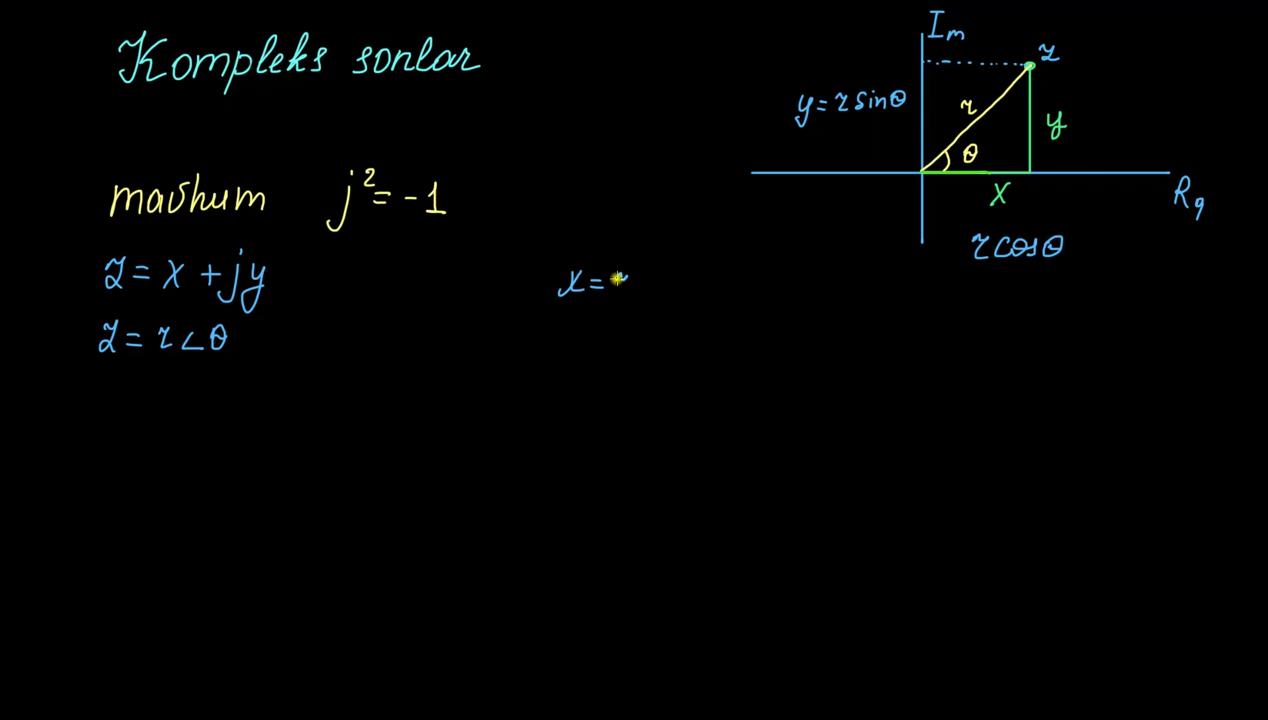 Kompleks sonlar
mavhum j² = -1
z = x + jy
z = r∠θ
x = r
Im
z
y = r sinθ
r
y
θ
x
Re
r cosθ